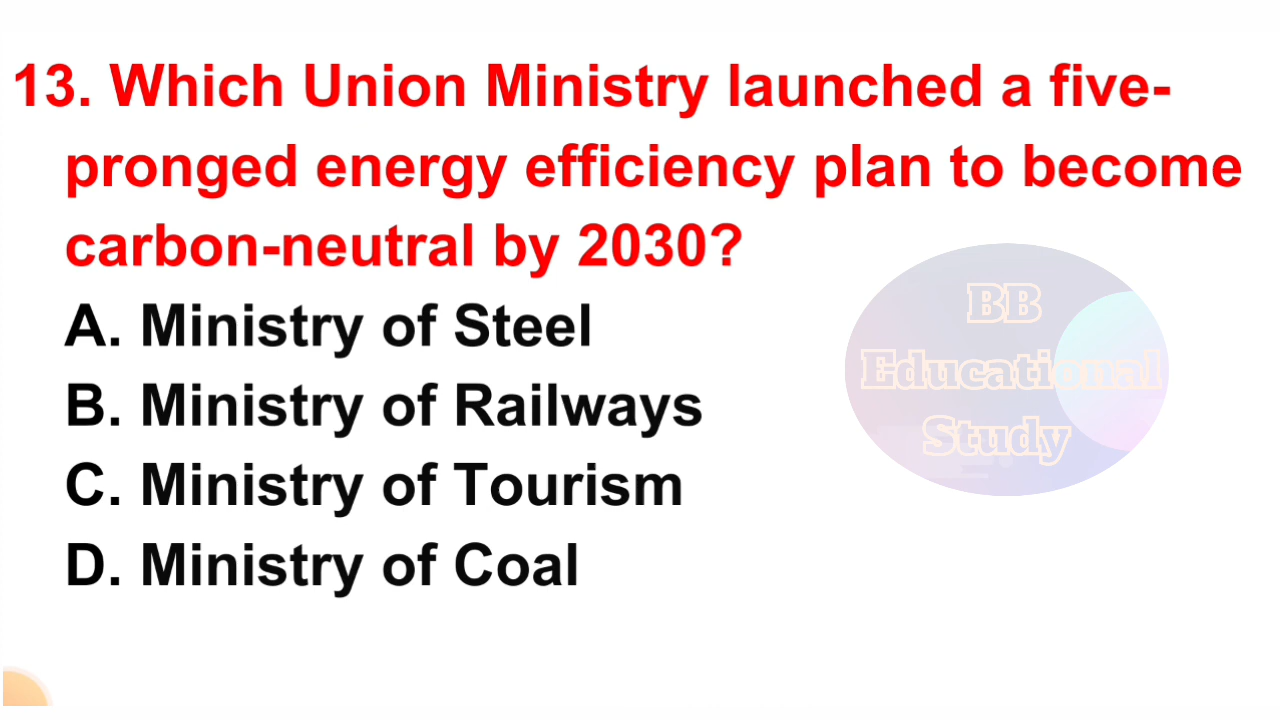 13. Which Union Ministry launched a five-
pronged energy efficiency plan to become
carbon-neutral by 2030?
A. Ministry of Steel
B. Ministry of Railways
C. Ministry of Tourism
D. Ministry of Coal
BB
Educational
Study